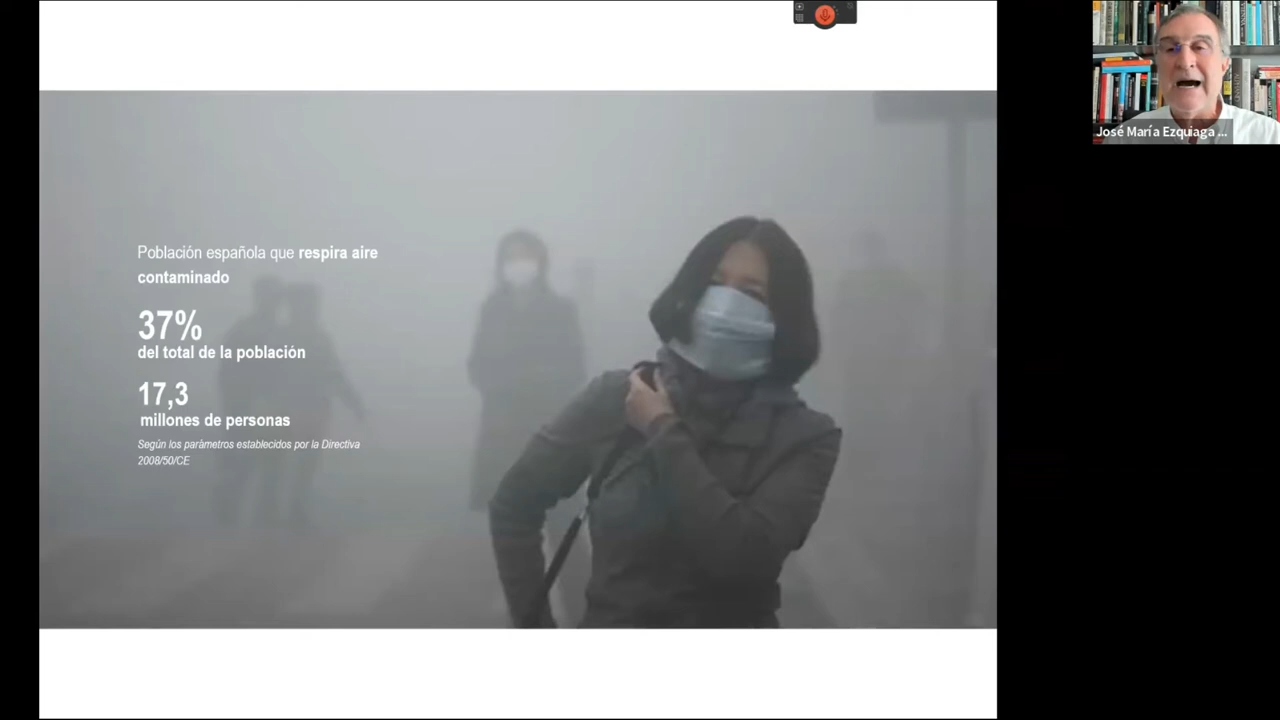 Población española que respira aire
contaminado
37%
del total de la población
17,3
millones de personas
Según los parámetros establecidos por la Directiva
2008/50/CE
José María Ezquiaga ...